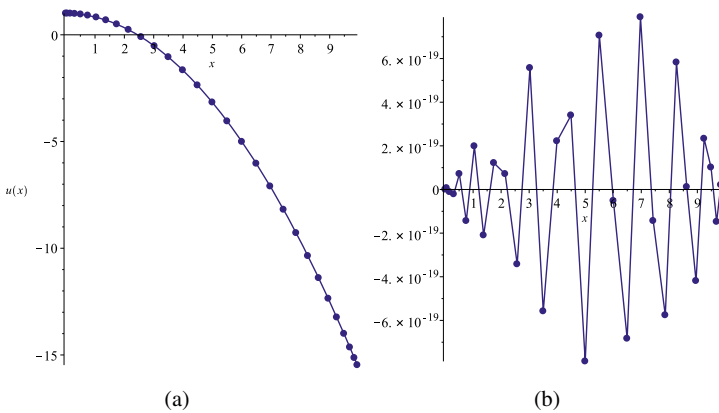 0
1 2 3 4 5 6 7 8 9
x
−5
u(x)
−10
−15
(a)
6. × 10⁻¹⁹
4. × 10⁻¹⁹
2. × 10⁻¹⁹
0
1 2 3 4 5 6 7 8 9
x
−2. × 10⁻¹⁹
−4. × 10⁻¹⁹
−6. × 10⁻¹⁹
(b)